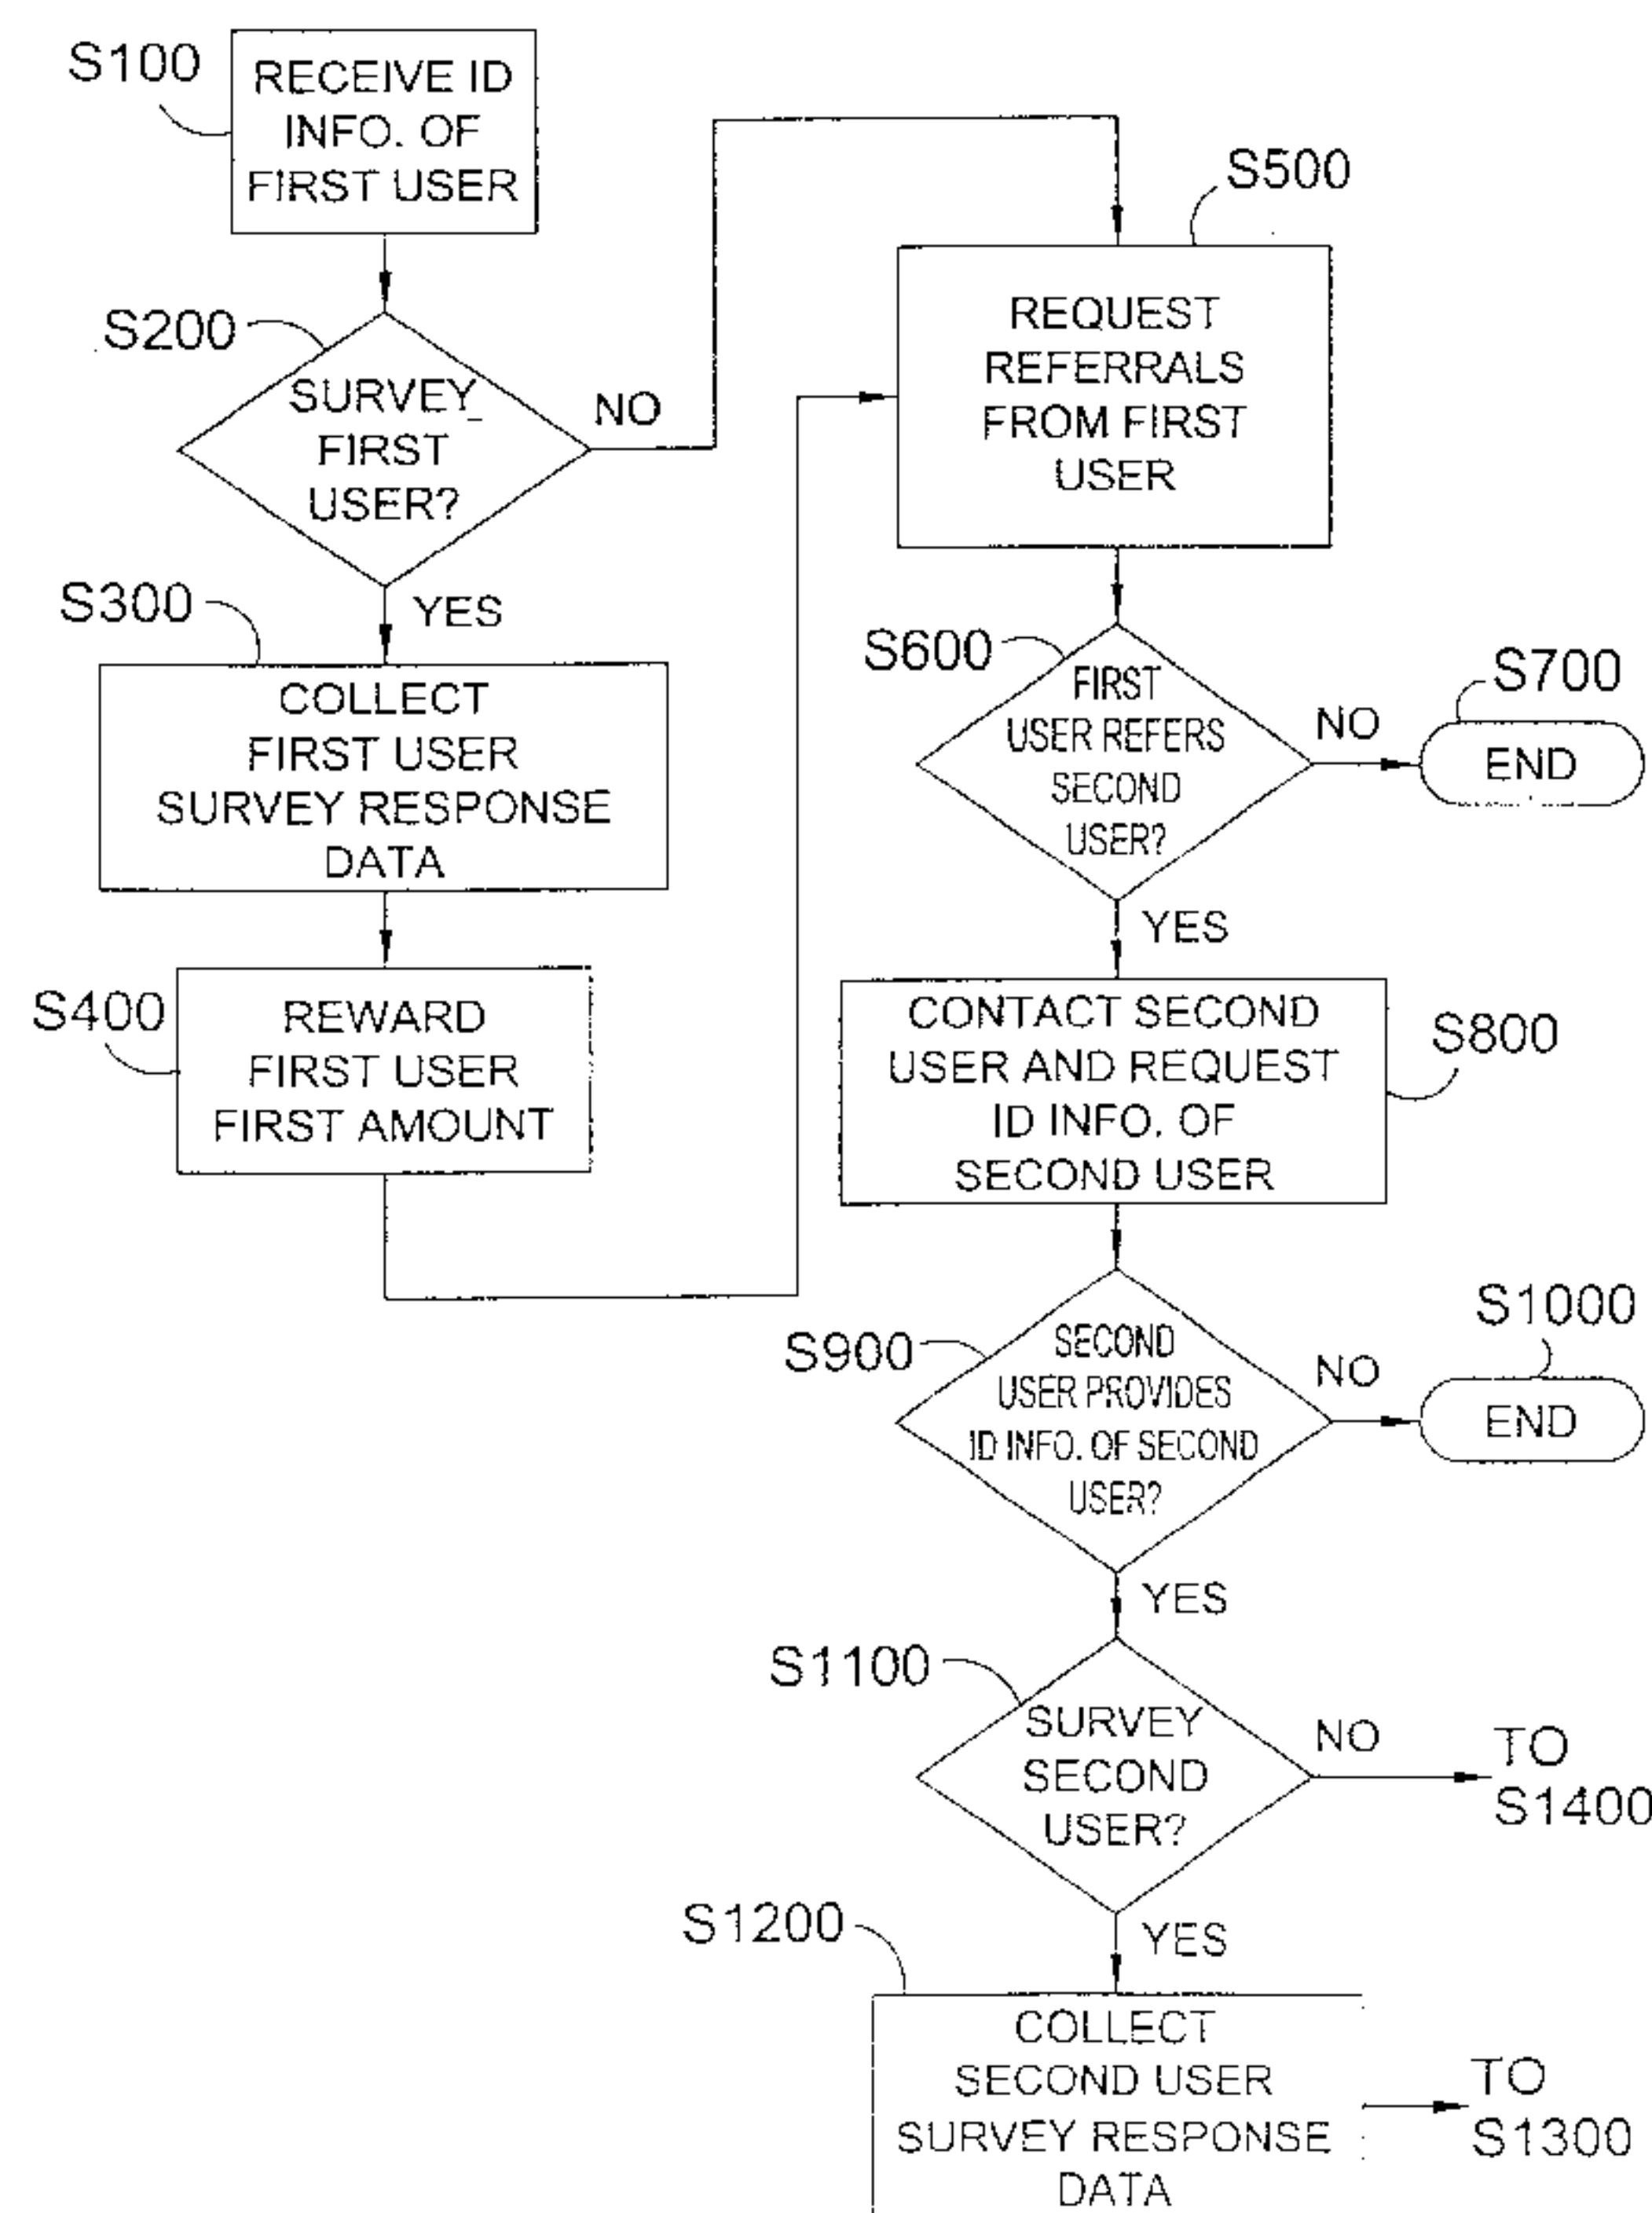 S100
RECEIVE ID
INFO. OF
FIRST USER
S200
SURVEY
FIRST
USER?
NO
YES
S300
COLLECT
FIRST USER
SURVEY RESPONSE
DATA
S400
REWARD
FIRST USER
FIRST AMOUNT
S500
REQUEST
REFERRALS
FROM FIRST
USER
S600
FIRST
USER REFERS
SECOND
USER?
NO
S700
END
YES
CONTACT SECOND
USER AND REQUEST
ID INFO. OF
SECOND USER
S800
S900
SECOND
USER PROVIDES
ID INFO. OF SECOND
USER?
NO
S1000
END
YES
S1100
SURVEY
SECOND
USER?
NO
TO
S1400
YES
S1200
COLLECT
SECOND USER
SURVEY RESPONSE
DATA
TO
S1300